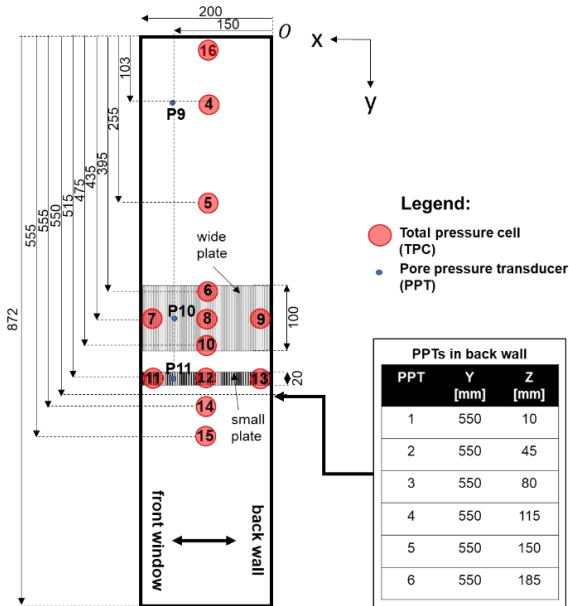 200
150
O
x
y
103
255
395
435
475
515
550
555
555
872
16
4
P9
5
wide
plate
6
7
P10
8
9
10
100
P11
11
12
13
20
14
small
plate
15
front window
back wall
Legend:
Total pressure cell
(TPC)
Pore pressure transducer
(PPT)
PPTs in back wall
PPT Y Z
[mm] [mm]
1 550 10
2 550 45
3 550 80
4 550 115
5 550 150
6 550 185